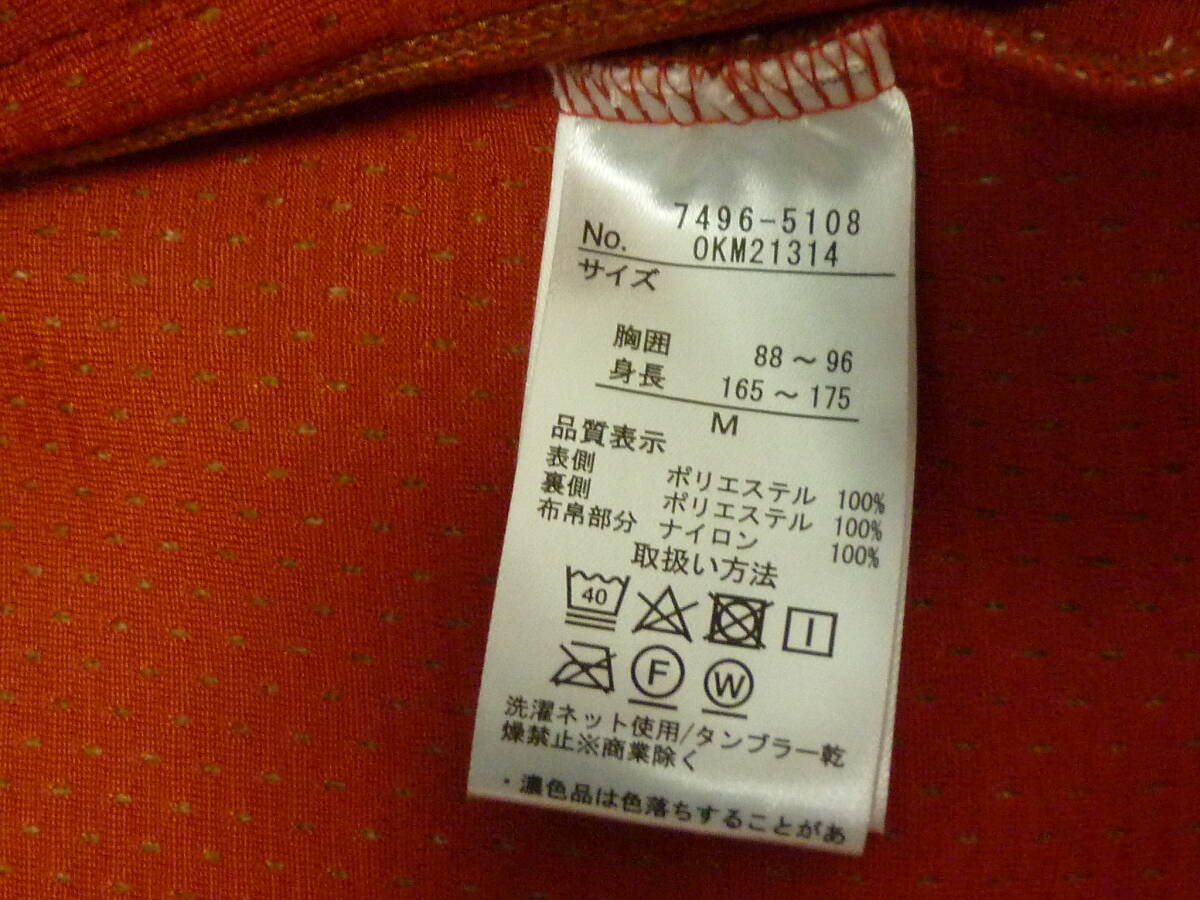 7496-5108
No. 0KM21314
サイズ
胸囲 88～96
身長 165～175
M
品質表示
表側 ポリエステル 100%
裏側 ポリエステル 100%
布帛部分 ナイロン 100%
取扱い方法
40
F W
洗濯ネット使用/タンブラー乾
燥禁止※商業除く
・濃色品は色落ちすることがあ